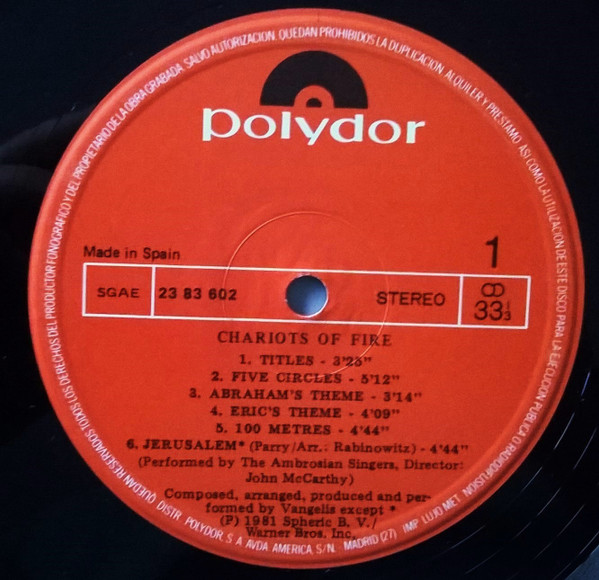 polydor
Made in Spain
1
SGAE
23 83 602
STEREO
33⅓
CHARIOTS OF FIRE
1. TITLES - 3'25"
2. FIVE CIRCLES - 5'12"
3. ABRAHAM'S THEME - 3'14"
4. ERIC'S THEME - 4'09"
5. 100 METRES - 4'44"
6. JERUSALEM* (Parry/Arr.: Rabinowitz) - 4'44"
(Performed by The Ambrosian Singers, Director:
John McCarthy)
Composed, arranged, produced and per-
formed by Vangelis except *
(P) 1981 Spheric B. V./
Warner Bros. Inc.
QUEDAN RESERVADOS TODOS LOS DERECHOS DEL PRODUCTOR FONOGRAFICO Y DEL PROPIETARIO DE LA OBRA GRABADA. SALVO AUTORIZACION, QUEDAN PROHIBIDOS LA DUPLICACION, ALQUILER Y PRESTAMO, ASI COMO LA UTILIZACION DE ESTE DISCO PARA LA EJECUCION PUBLICA O RADIODIFUSION
DISTR. POLYDOR, S.A. AVDA. AMERICA, S/N. MADRID (27) IMP. LUJO MET.